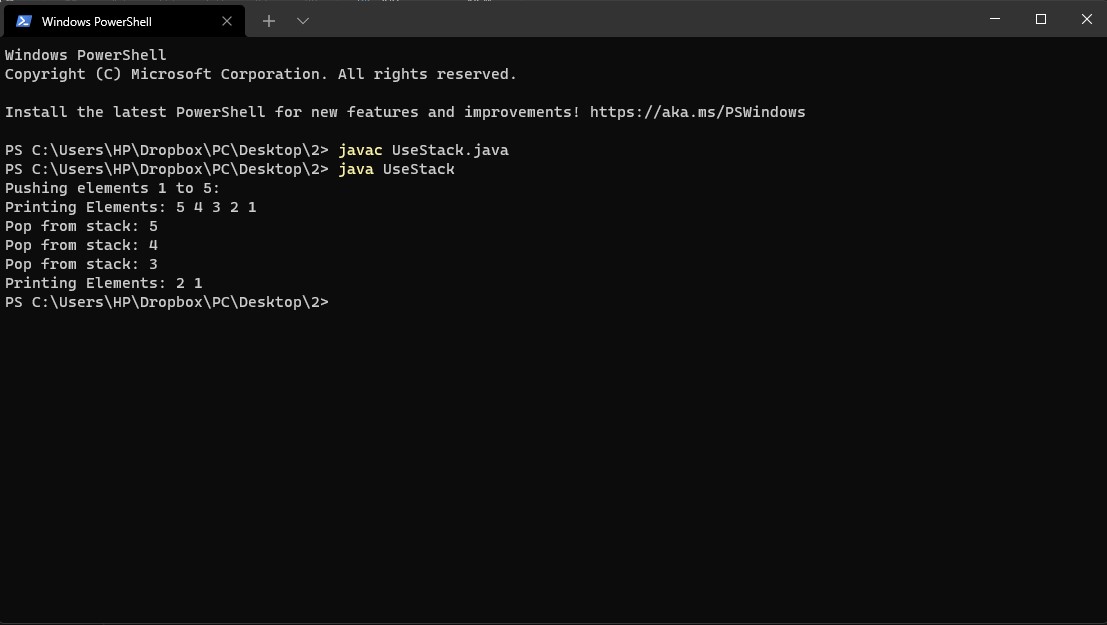 Windows PowerShell
Windows PowerShell
Copyright (C) Microsoft Corporation. All rights reserved.
Install the latest PowerShell for new features and improvements! https://aka.ms/PSWindows
PS C:\Users\HP\Dropbox\PC\Desktop\2> javac UseStack.java
PS C:\Users\HP\Dropbox\PC\Desktop\2> java UseStack
Pushing elements 1 to 5:
Printing Elements: 5 4 3 2 1
Pop from stack: 5
Pop from stack: 4
Pop from stack: 3
Printing Elements: 2 1
PS C:\Users\HP\Dropbox\PC\Desktop\2>